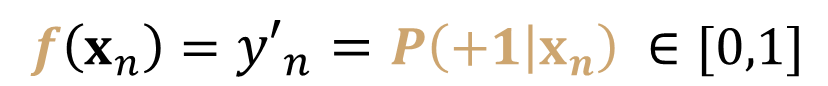 f(xₙ) = y′ₙ = P(+1|xₙ) ∈ [0,1]